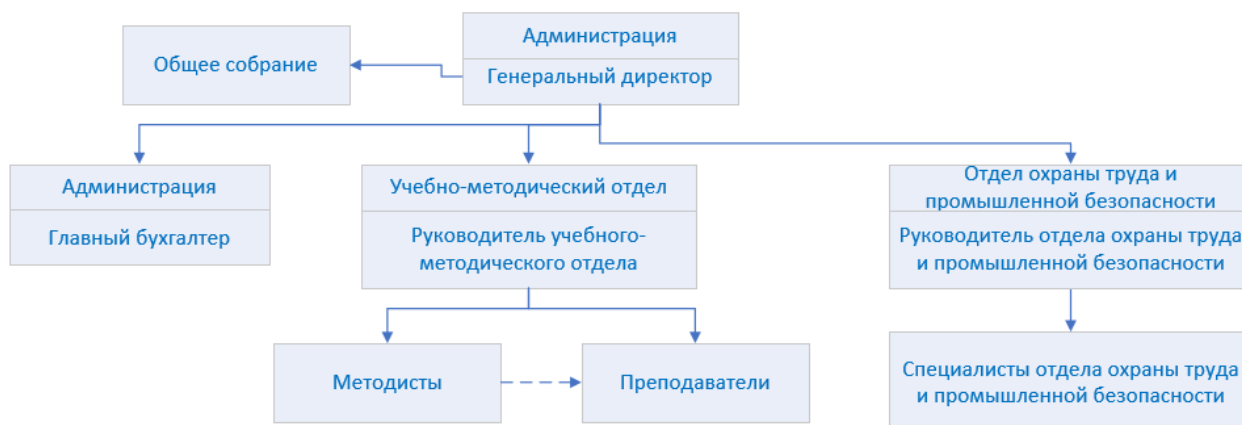 Администрация
Общее собрание
Генеральный директор
Администрация
Главный бухгалтер
Учебно-методический отдел
Руководитель учебного-
методического отдела
Отдел охраны труда и
промышленной безопасности
Руководитель отдела охраны труда
и промышленной безопасности
Методисты
Преподаватели
Специалисты отдела охраны труда
и промышленной безопасности